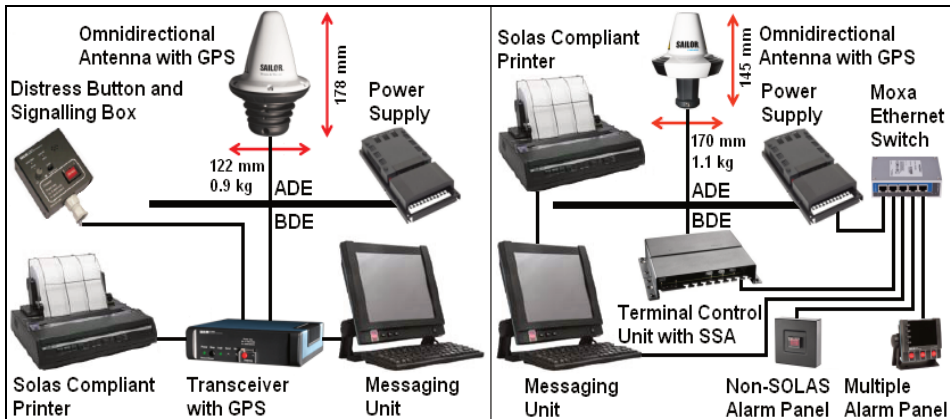 Omnidirectional
Antenna with GPS
Distress Button and
Signalling Box
SAILOR
178 mm
Power
Supply
122 mm
0.9 kg
ADE
BDE
Solas Compliant
Printer
Transceiver
with GPS
Messaging
Unit
Solas Compliant
Printer
SAILOR
145 mm
Omnidirectional
Antenna with GPS
Power
Supply
Moxa
Ethernet
Switch
170 mm
1.1 kg
ADE
BDE
Terminal Control
Unit with SSA
Messaging
Unit
Non-SOLAS
Alarm Panel
Multiple
Alarm Panel